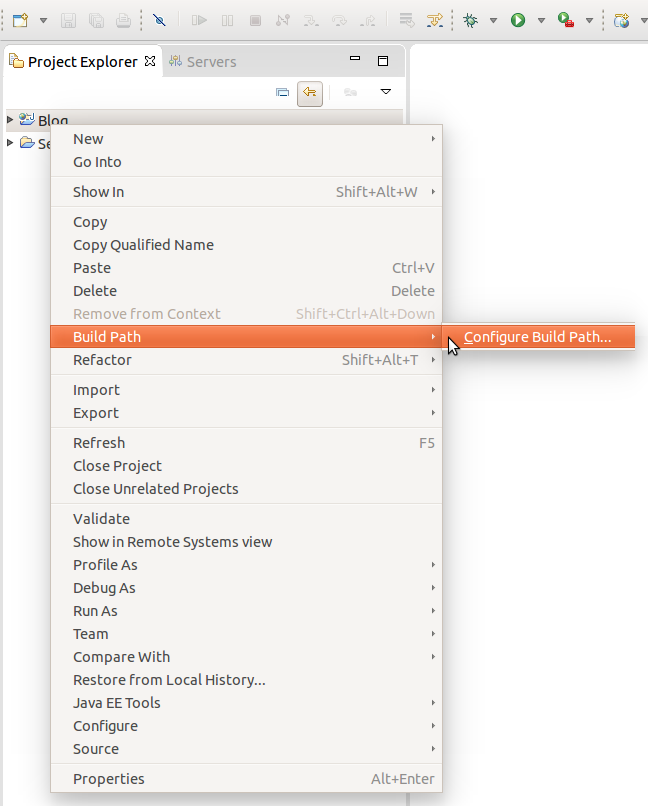 Project Explorer Servers
Blog
Se
New
Go Into
Show In Shift+Alt+W
Copy
Copy Qualified Name
Paste Ctrl+V
Delete Delete
Remove from Context Shift+Ctrl+Alt+Down
Build Path Configure Build Path...
Refactor Shift+Alt+T
Import
Export
Refresh F5
Close Project
Close Unrelated Projects
Validate
Show in Remote Systems view
Profile As
Debug As
Run As
Team
Compare With
Restore from Local History...
Java EE Tools
Configure
Source
Properties Alt+Enter